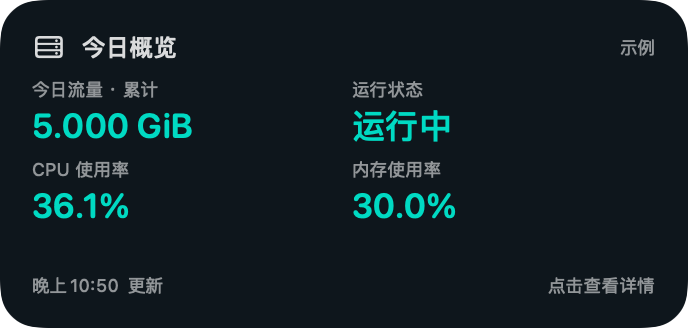 今日概览
示例
今日流量 · 累计
5.000 GiB
运行状态
运行中
CPU 使用率
36.1%
内存使用率
30.0%
晚上 10:50 更新
点击查看详情